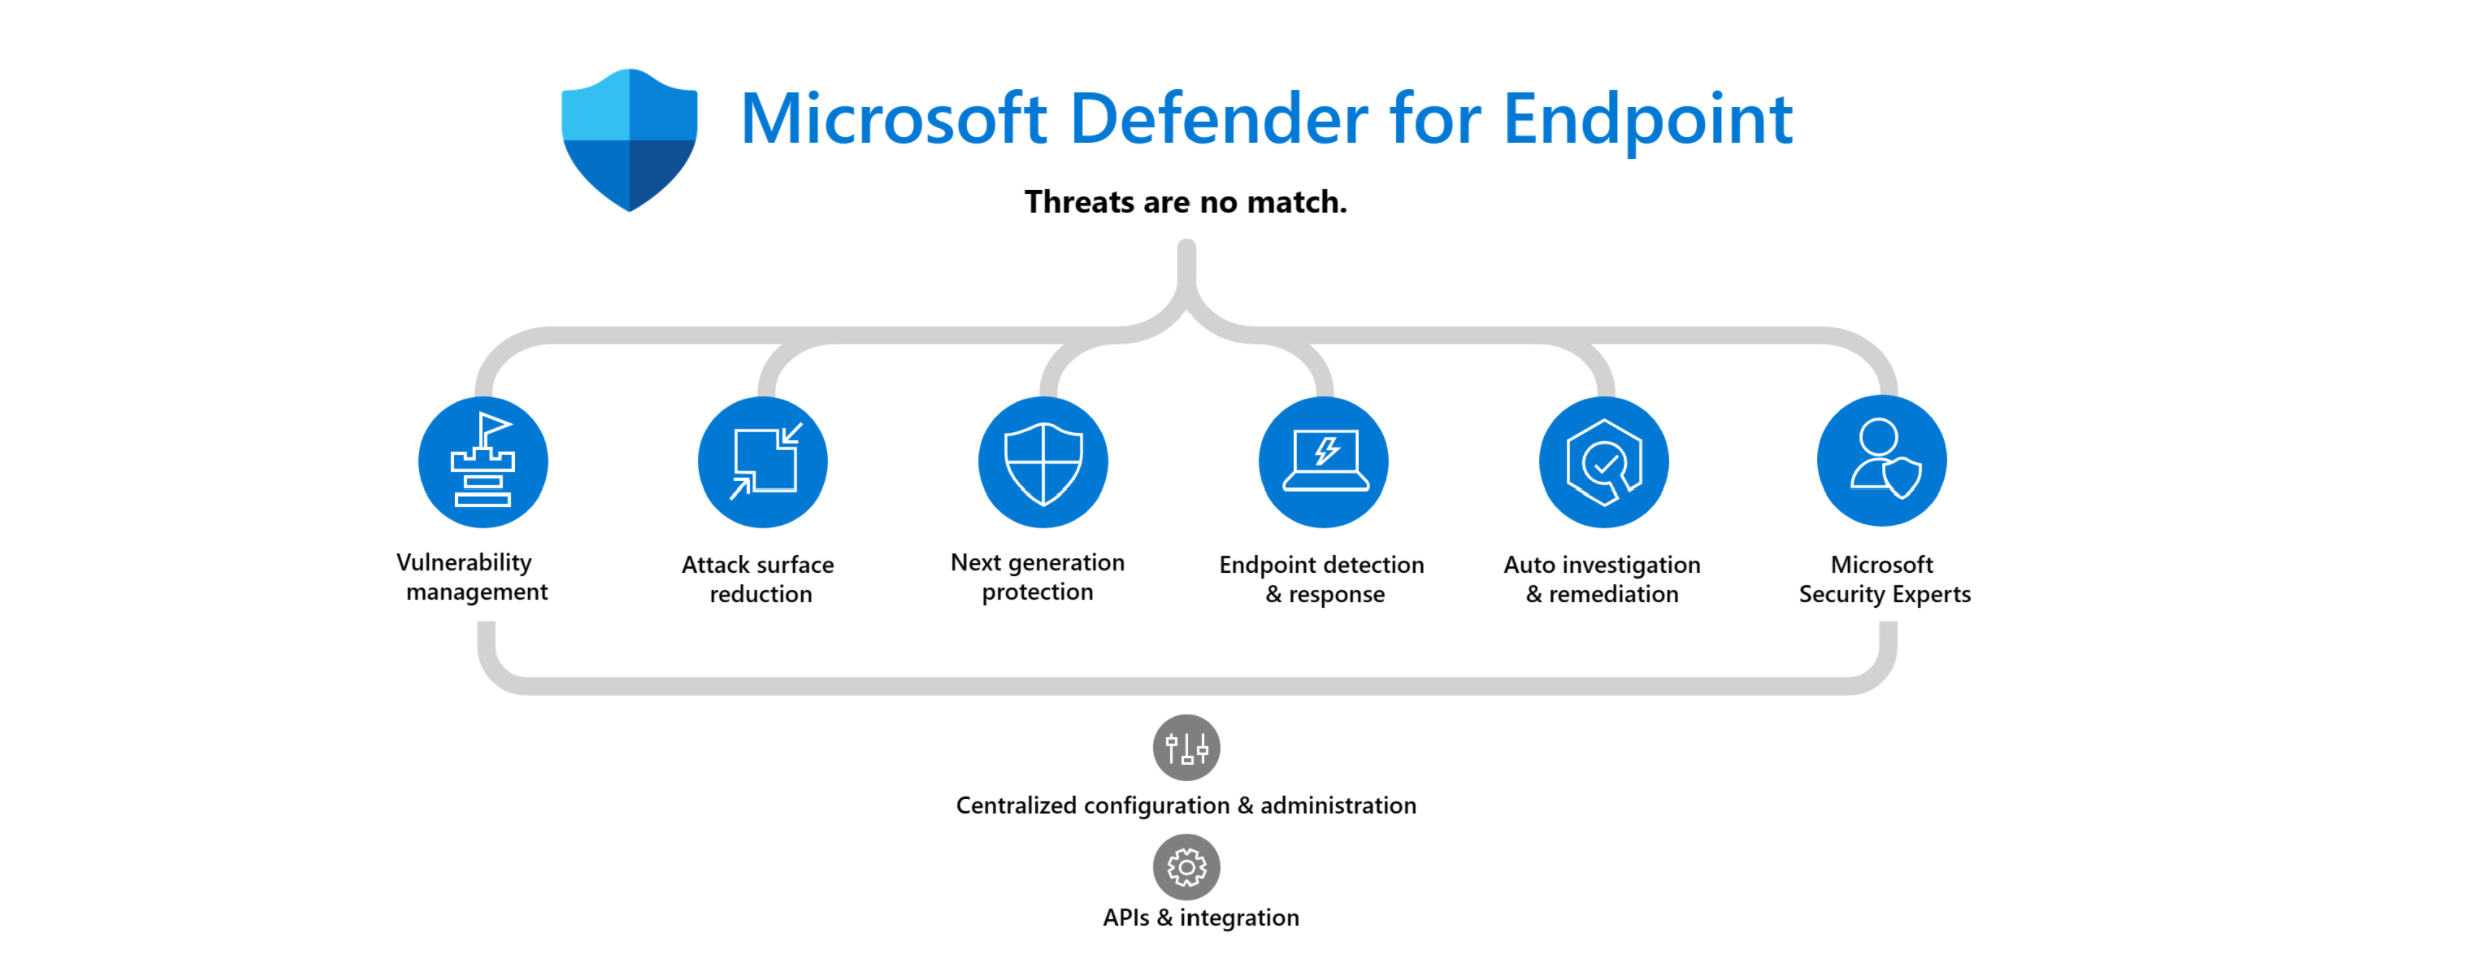 Microsoft Defender for Endpoint
Threats are no match.
Vulnerability
management
Attack surface
reduction
Next generation
protection
Endpoint detection
& response
Auto investigation
& remediation
Microsoft
Security Experts
Centralized configuration & administration
APIs & integration